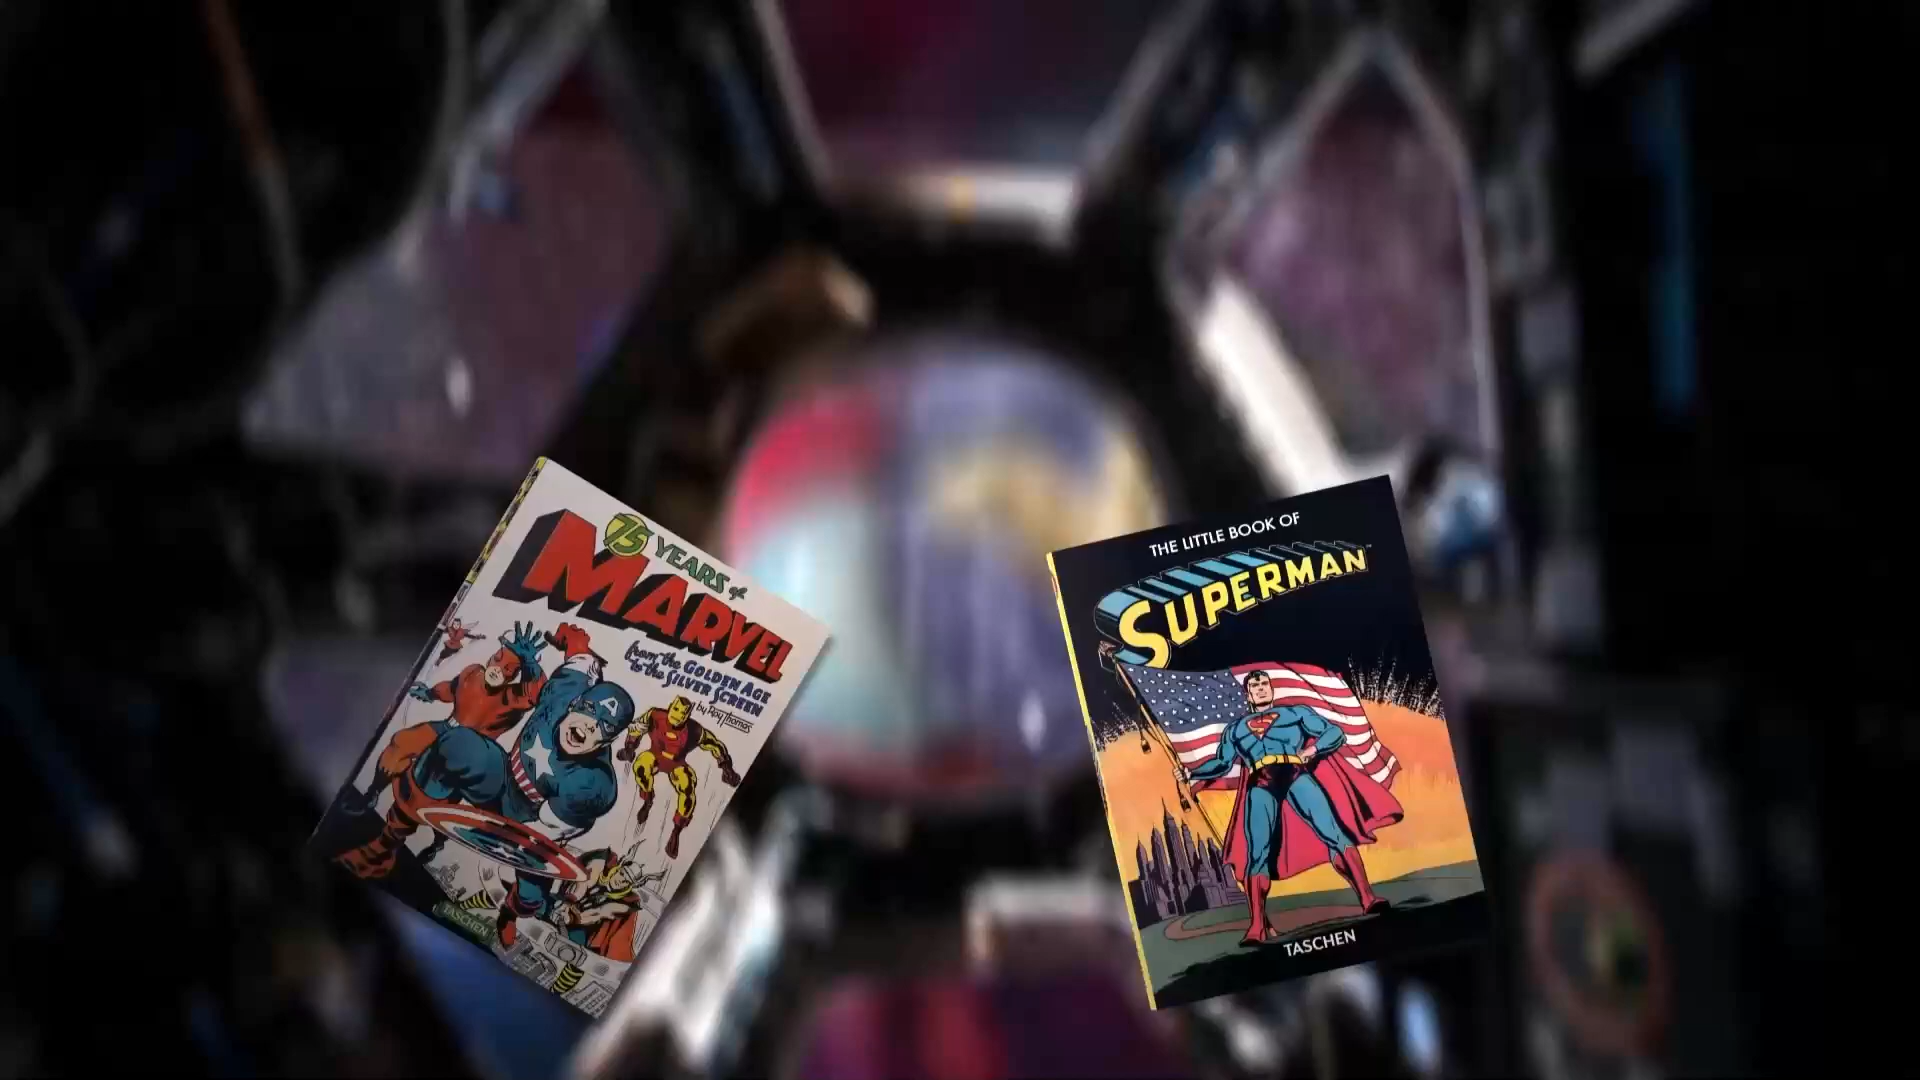 75 YEARS of
MARVEL
from the GOLDEN AGE
to the SILVER SCREEN
by Roy Thomas
TASCHEN
THE LITTLE BOOK OF
SUPERMAN
TASCHEN